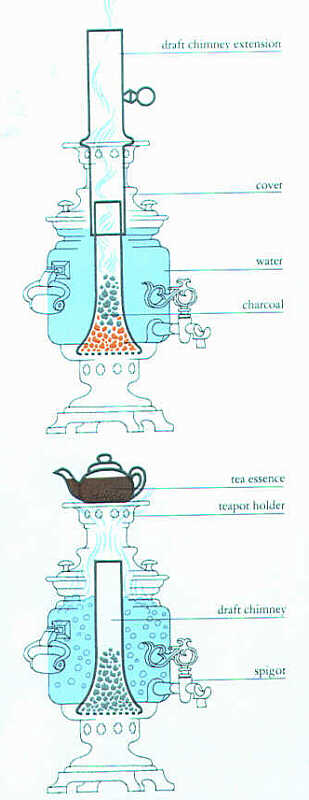 draft chimney extension
cover
water
charcoal
tea essence
teapot holder
draft chimney
spigot